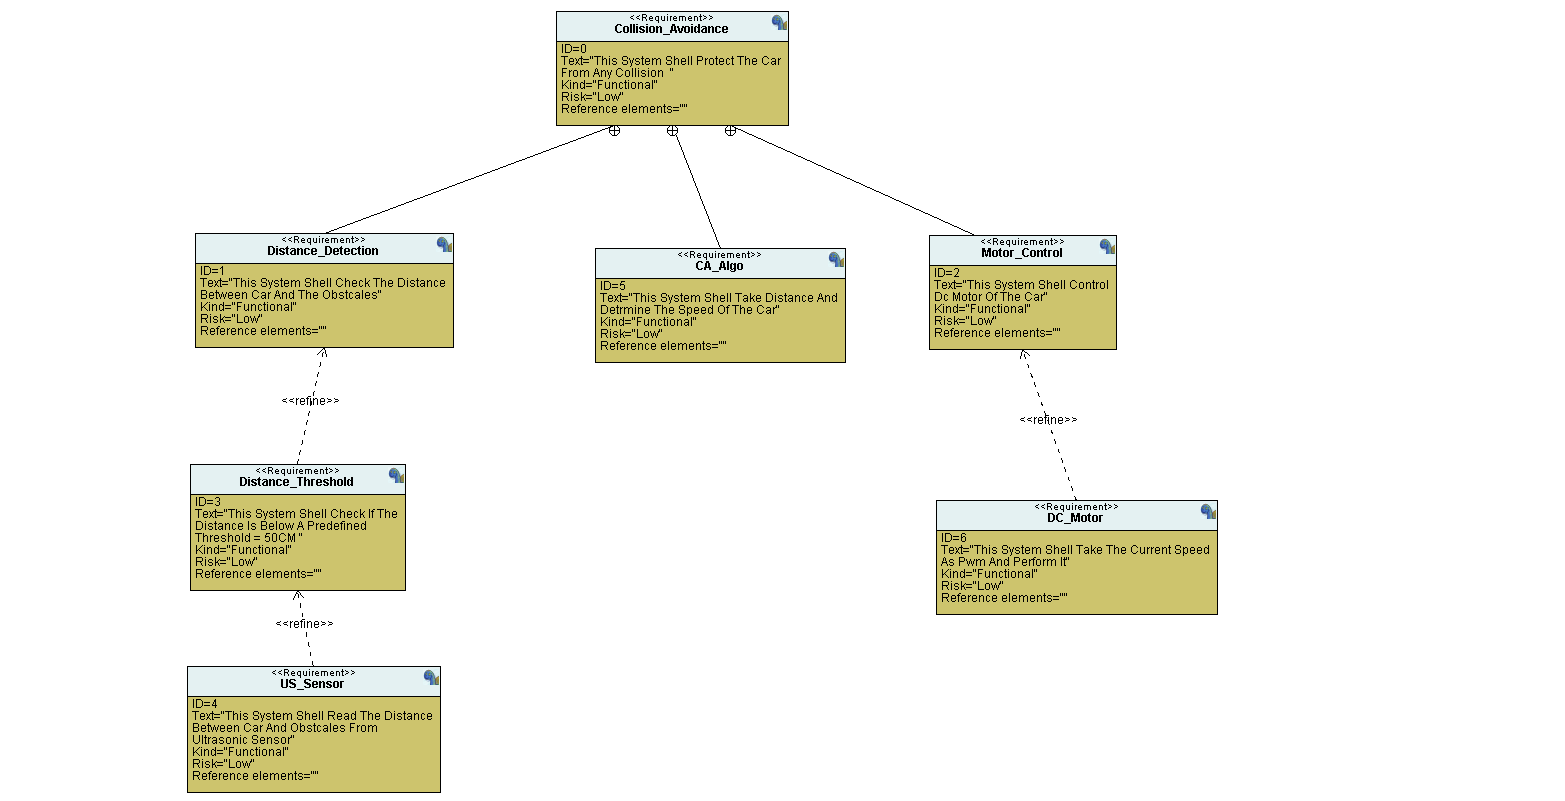 <<Requirement>>
Collision_Avoidance
ID=0
Text="This System Shell Protect The Car
From Any Collision  "
Kind="Functional"
Risk="Low"
Reference elements=""
<<Requirement>>
Distance_Detection
ID=1
Text="This System Shell Check The Distance
Between Car And The Obstcales"
Kind="Functional"
Risk="Low"
Reference elements=""
<<Requirement>>
CA_Algo
ID=5
Text="This System Shell Take Distance And
Detrmine The Speed Of The Car"
Kind="Functional"
Risk="Low"
Reference elements=""
<<Requirement>>
Motor_Control
ID=2
Text="This System Shell Control
Dc Motor Of The Car"
Kind="Functional"
Risk="Low"
Reference elements=""
<<refine>>
<<refine>>
<<Requirement>>
Distance_Threshold
ID=3
Text="This System Shell Check If The
Distance Is Below A Predefined
Threshold = 50CM "
Kind="Functional"
Risk="Low"
Reference elements=""
<<Requirement>>
DC_Motor
ID=6
Text="This System Shell Take The Current Speed
As Pwm And Perform It"
Kind="Functional"
Risk="Low"
Reference elements=""
<<refine>>
<<Requirement>>
US_Sensor
ID=4
Text="This System Shell Read The Distance
Between Car And Obstcales From
Ultrasonic Sensor"
Kind="Functional"
Risk="Low"
Reference elements=""